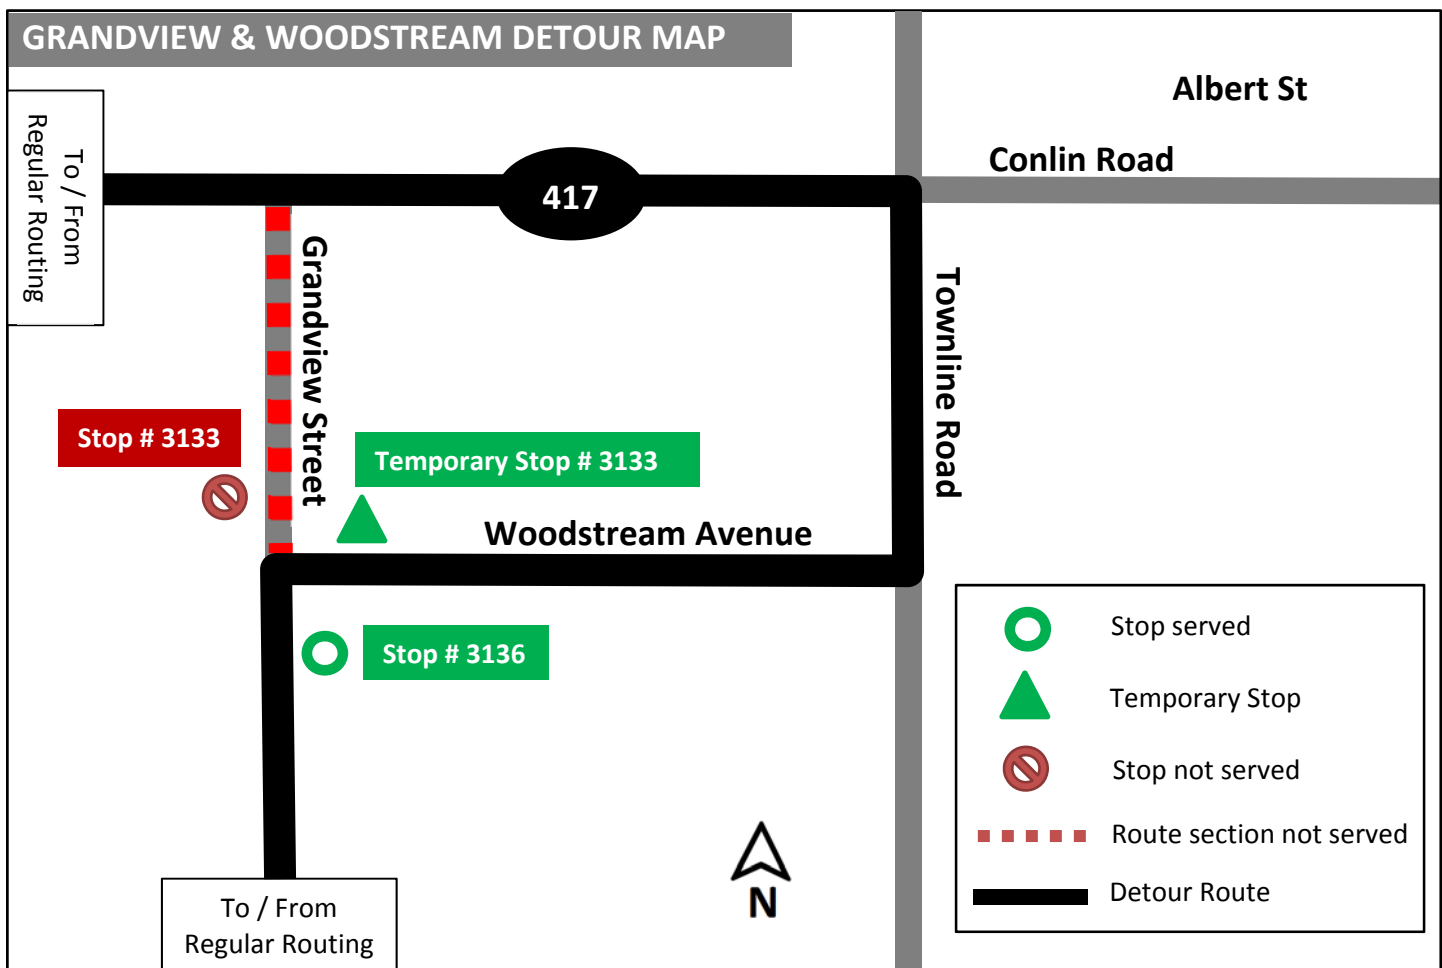 GRANDVIEW & WOODSTREAM DETOUR MAP
Albert St
Conlin Road
To / From
Regular Routing
417
Grandview Street
Townline Road
Stop # 3133
Temporary Stop # 3133
Woodstream Avenue
Stop # 3136
Stop served
Temporary Stop
Stop not served
Route section not served
Detour Route
N
To / From
Regular Routing